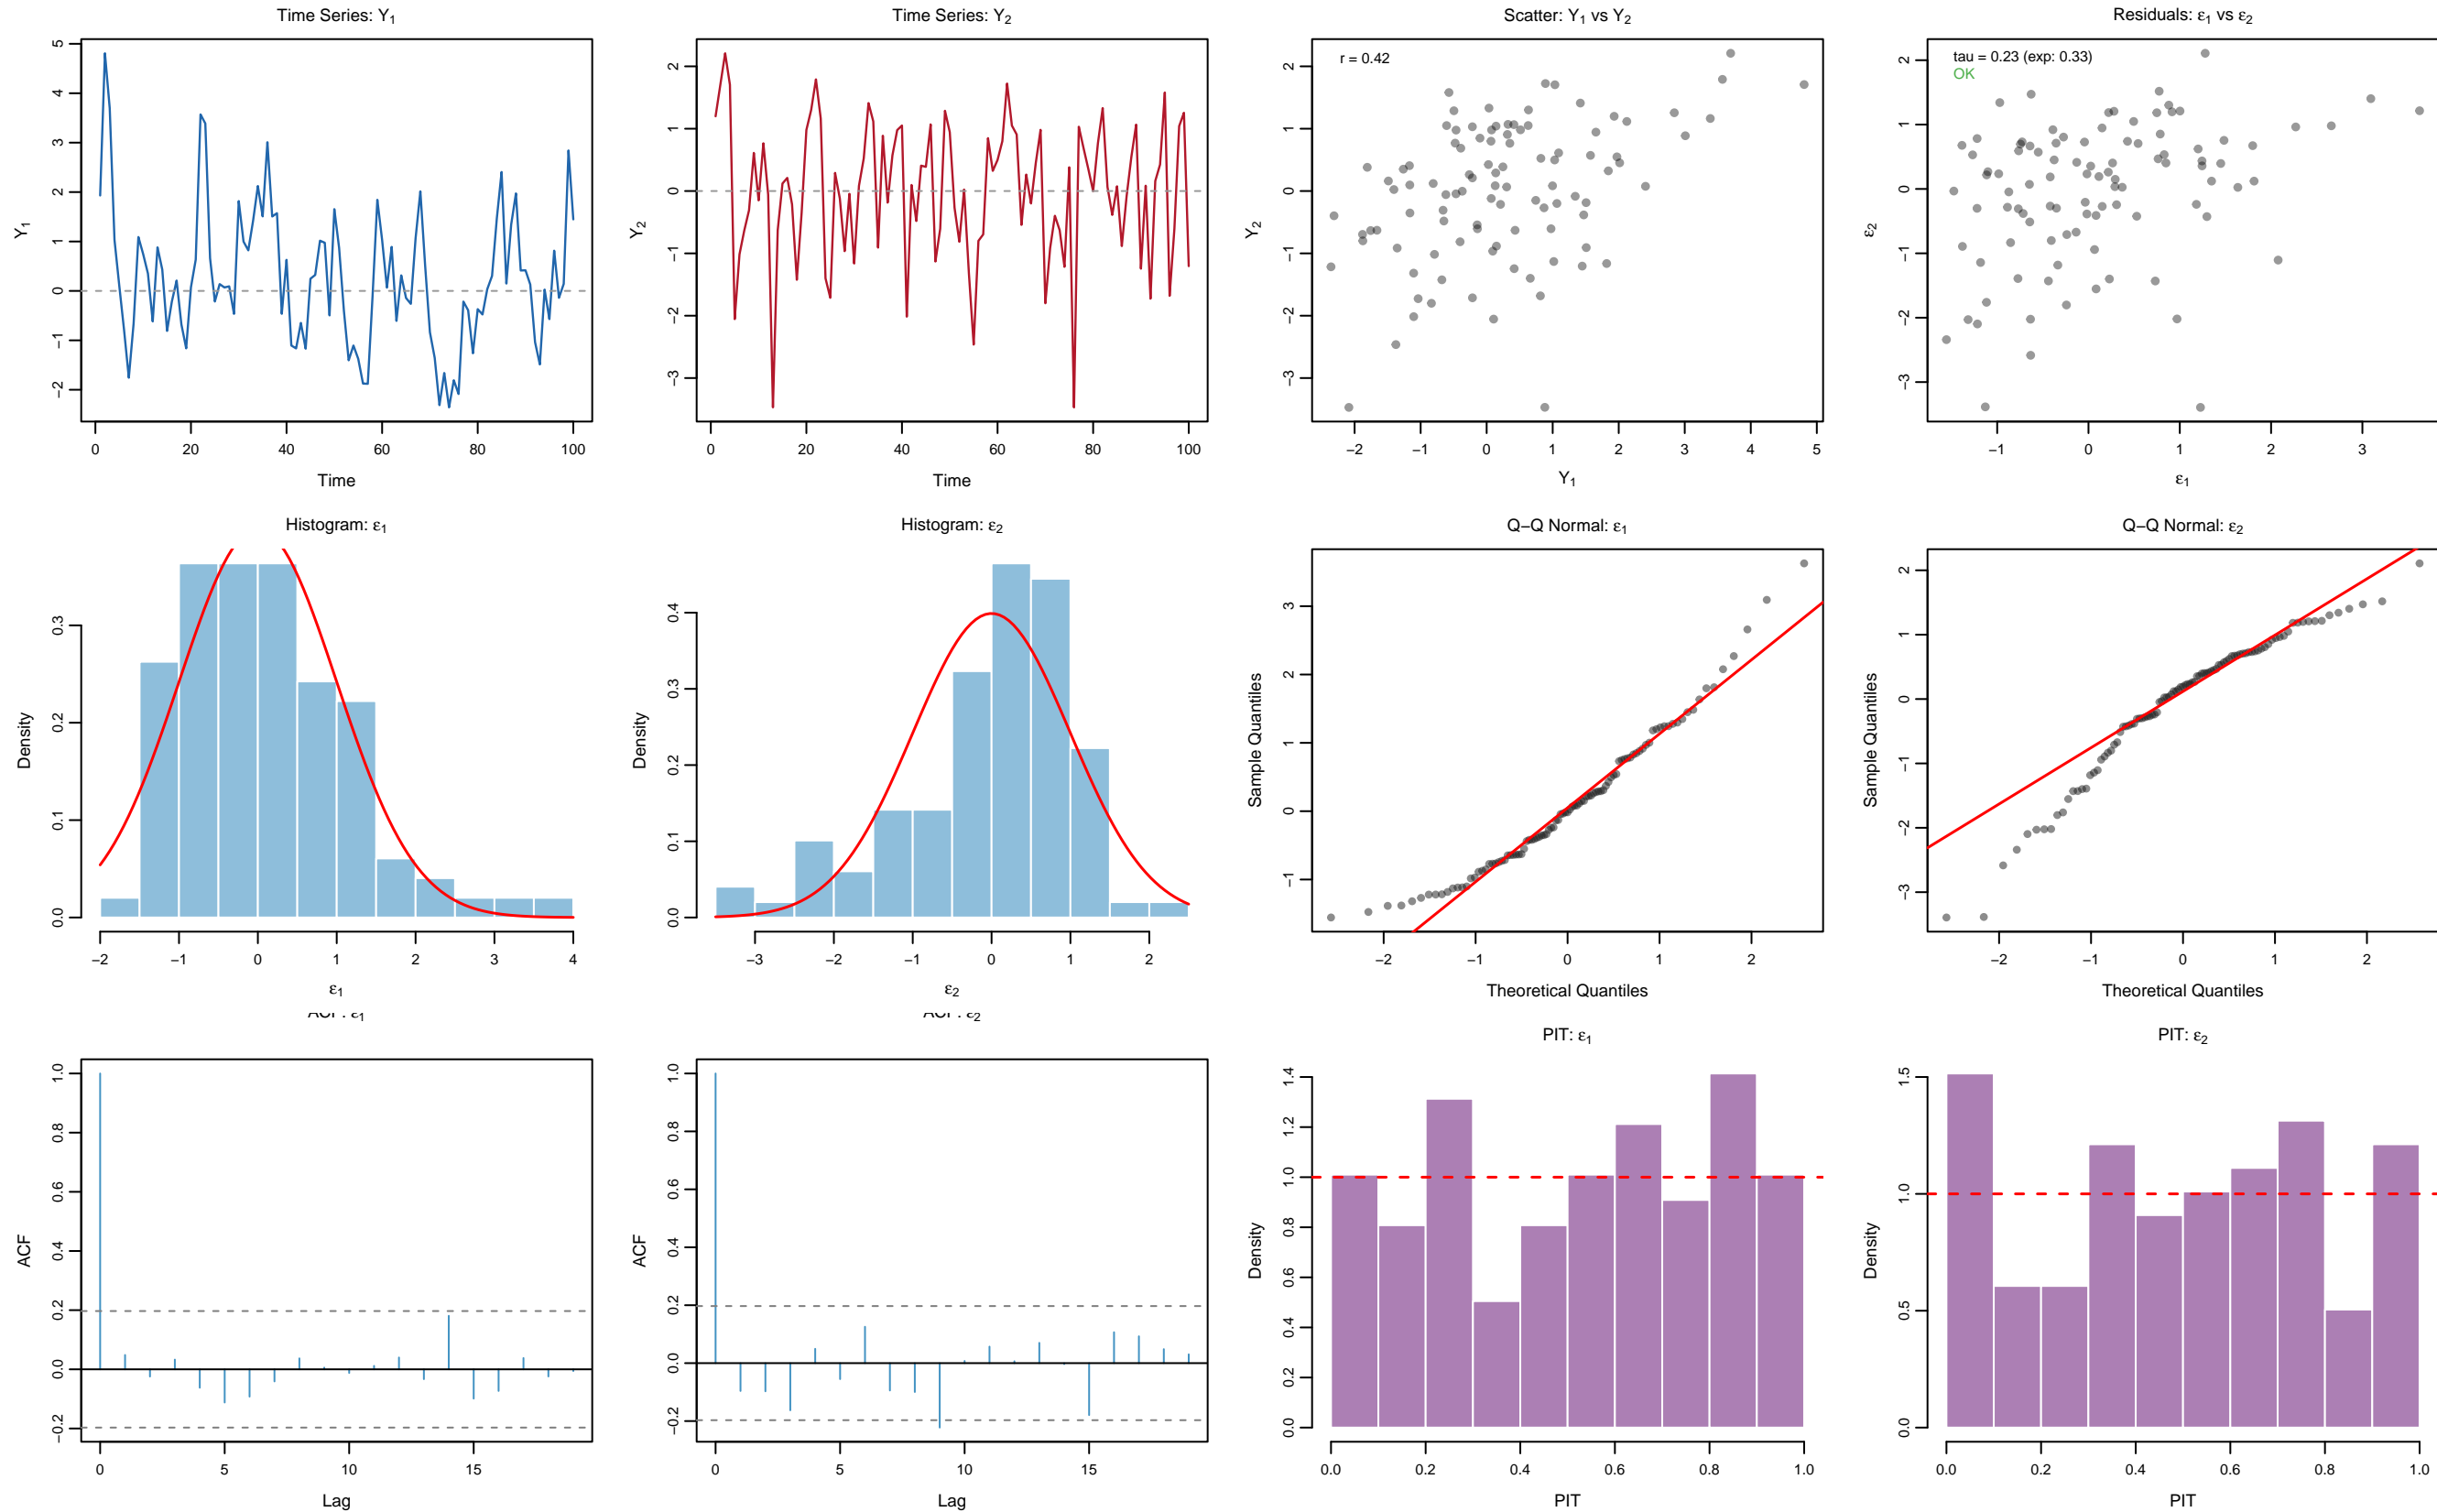 Time Series: Y1
Y1
5
4
3
2
1
0
−1
−2
0 20 40 60 80 100
Time
Time Series: Y2
Y2
2
1
0
−1
−2
−3
0 20 40 60 80 100
Time
Scatter: Y1 vs Y2
r = 0.42
Y2
2
1
0
−1
−2
−3
−2 −1 0 1 2 3 4 5
Y1
Residuals: ε1 vs ε2
tau = 0.23 (exp: 0.33)
OK
ε2
2
1
0
−1
−2
−3
−1 0 1 2 3
ε1
Histogram: ε1
Density
0.3
0.2
0.1
0.0
−2 −1 0 1 2 3 4
ε1
Histogram: ε2
Density
0.4
0.3
0.2
0.1
0.0
−3 −2 −1 0 1 2
ε2
Q−Q Normal: ε1
Sample Quantiles
3
2
1
0
−1
−2 −1 0 1 2
Theoretical Quantiles
Q−Q Normal: ε2
Sample Quantiles
2
1
0
−1
−2
−3
−2 −1 0 1 2
Theoretical Quantiles
ACF: ε1
ACF
1.0
0.8
0.6
0.4
0.2
0.0
−0.2
0 5 10 15
Lag
ACF: ε2
ACF
1.0
0.8
0.6
0.4
0.2
0.0
−0.2
0 5 10 15
Lag
PIT: ε1
Density
1.4
1.2
1.0
0.8
0.6
0.4
0.2
0.0
0.0 0.2 0.4 0.6 0.8 1.0
PIT
PIT: ε2
Density
1.5
1.0
0.5
0.0
0.0 0.2 0.4 0.6 0.8 1.0
PIT